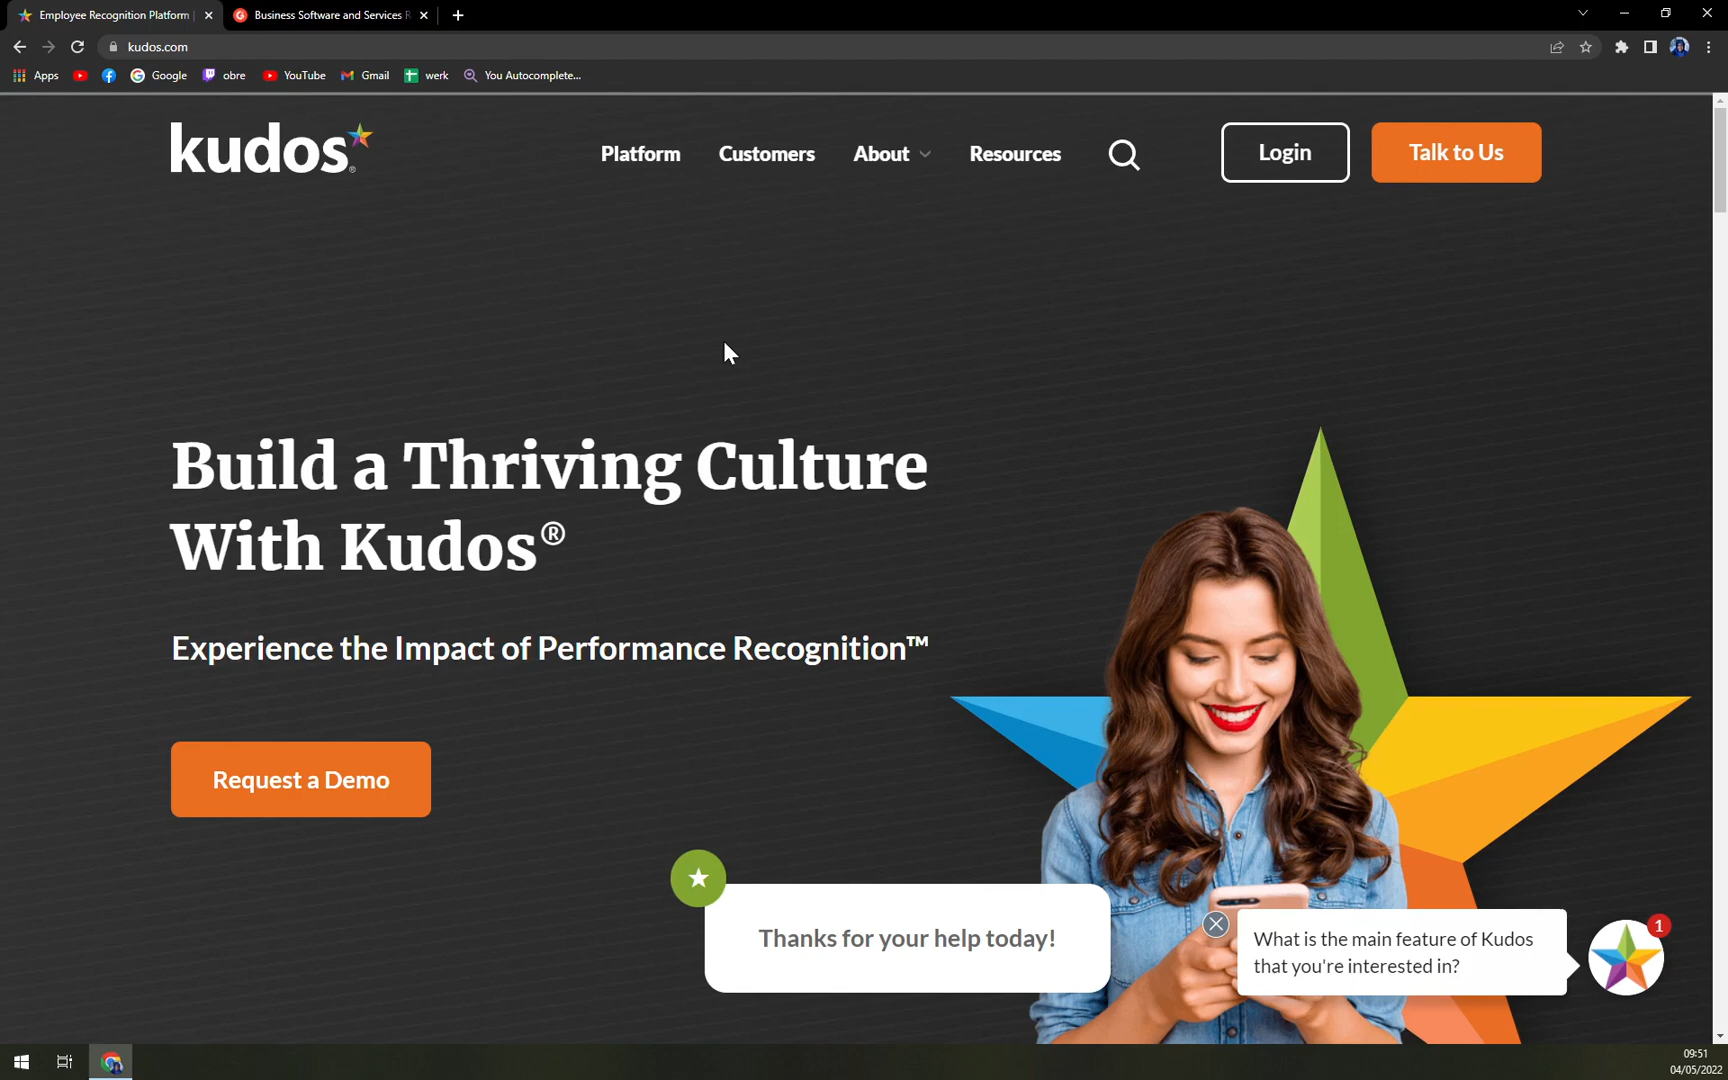 Employee Recognition Platform
Business Software and Services R
kudos.com
Apps
Google
obre
YouTube
Gmail
werk
You Autocomplete...
kudos®
Platform
Customers
About
Resources
Login
Talk to Us
Build a Thriving Culture
With Kudos®
Experience the Impact of Performance Recognition™
Request a Demo
Thanks for your help today!
What is the main feature of Kudos
that you're interested in?
1
09:51
04/05/2022